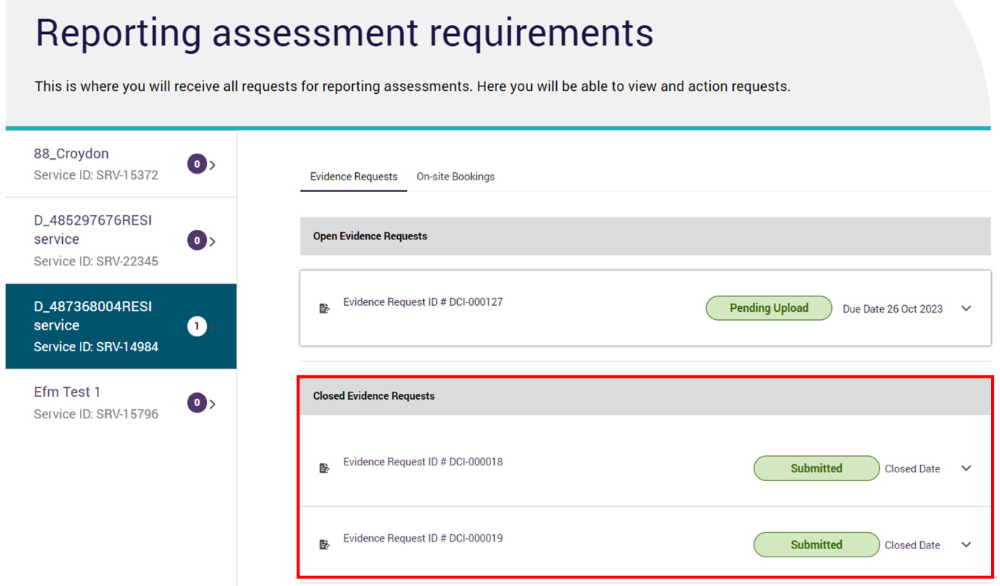 Reporting assessment requirements
This is where you will receive all requests for reporting assessments. Here you will be able to view and action requests.
88_Croydon
Service ID: SRV-15372
0
D_485297676RESI
service
Service ID: SRV-22345
0
D_487368004RESI
service
Service ID: SRV-14984
1
Efm Test 1
Service ID: SRV-15796
0
Evidence Requests On-site Bookings
Open Evidence Requests
Evidence Request ID # DCI-000127 Pending Upload Due Date 26 Oct 2023
Closed Evidence Requests
Evidence Request ID # DCI-000018 Submitted Closed Date
Evidence Request ID # DCI-000019 Submitted Closed Date